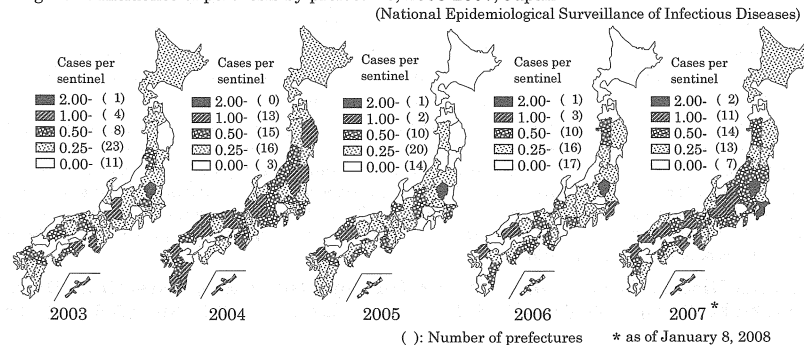 (National Epidemiological Surveillance of Infectious Diseases)
Cases per
sentinel
2.00- ( 1)
1.00- ( 4)
0.50- ( 8)
0.25- (23)
0.00- (11)
2003
Cases per
sentinel
2.00- ( 0)
1.00- (13)
0.50- (15)
0.25- (16)
0.00- ( 3)
2004
Cases per
sentinel
2.00- ( 1)
1.00- ( 2)
0.50- (10)
0.25- (20)
0.00- (14)
2005
Cases per
sentinel
2.00- ( 1)
1.00- ( 3)
0.50- (10)
0.25- (16)
0.00- (17)
2006
Cases per
sentinel
2.00- ( 2)
1.00- (11)
0.50- (14)
0.25- (13)
0.00- ( 7)
2007 *
( ): Number of prefectures * as of January 8, 2008